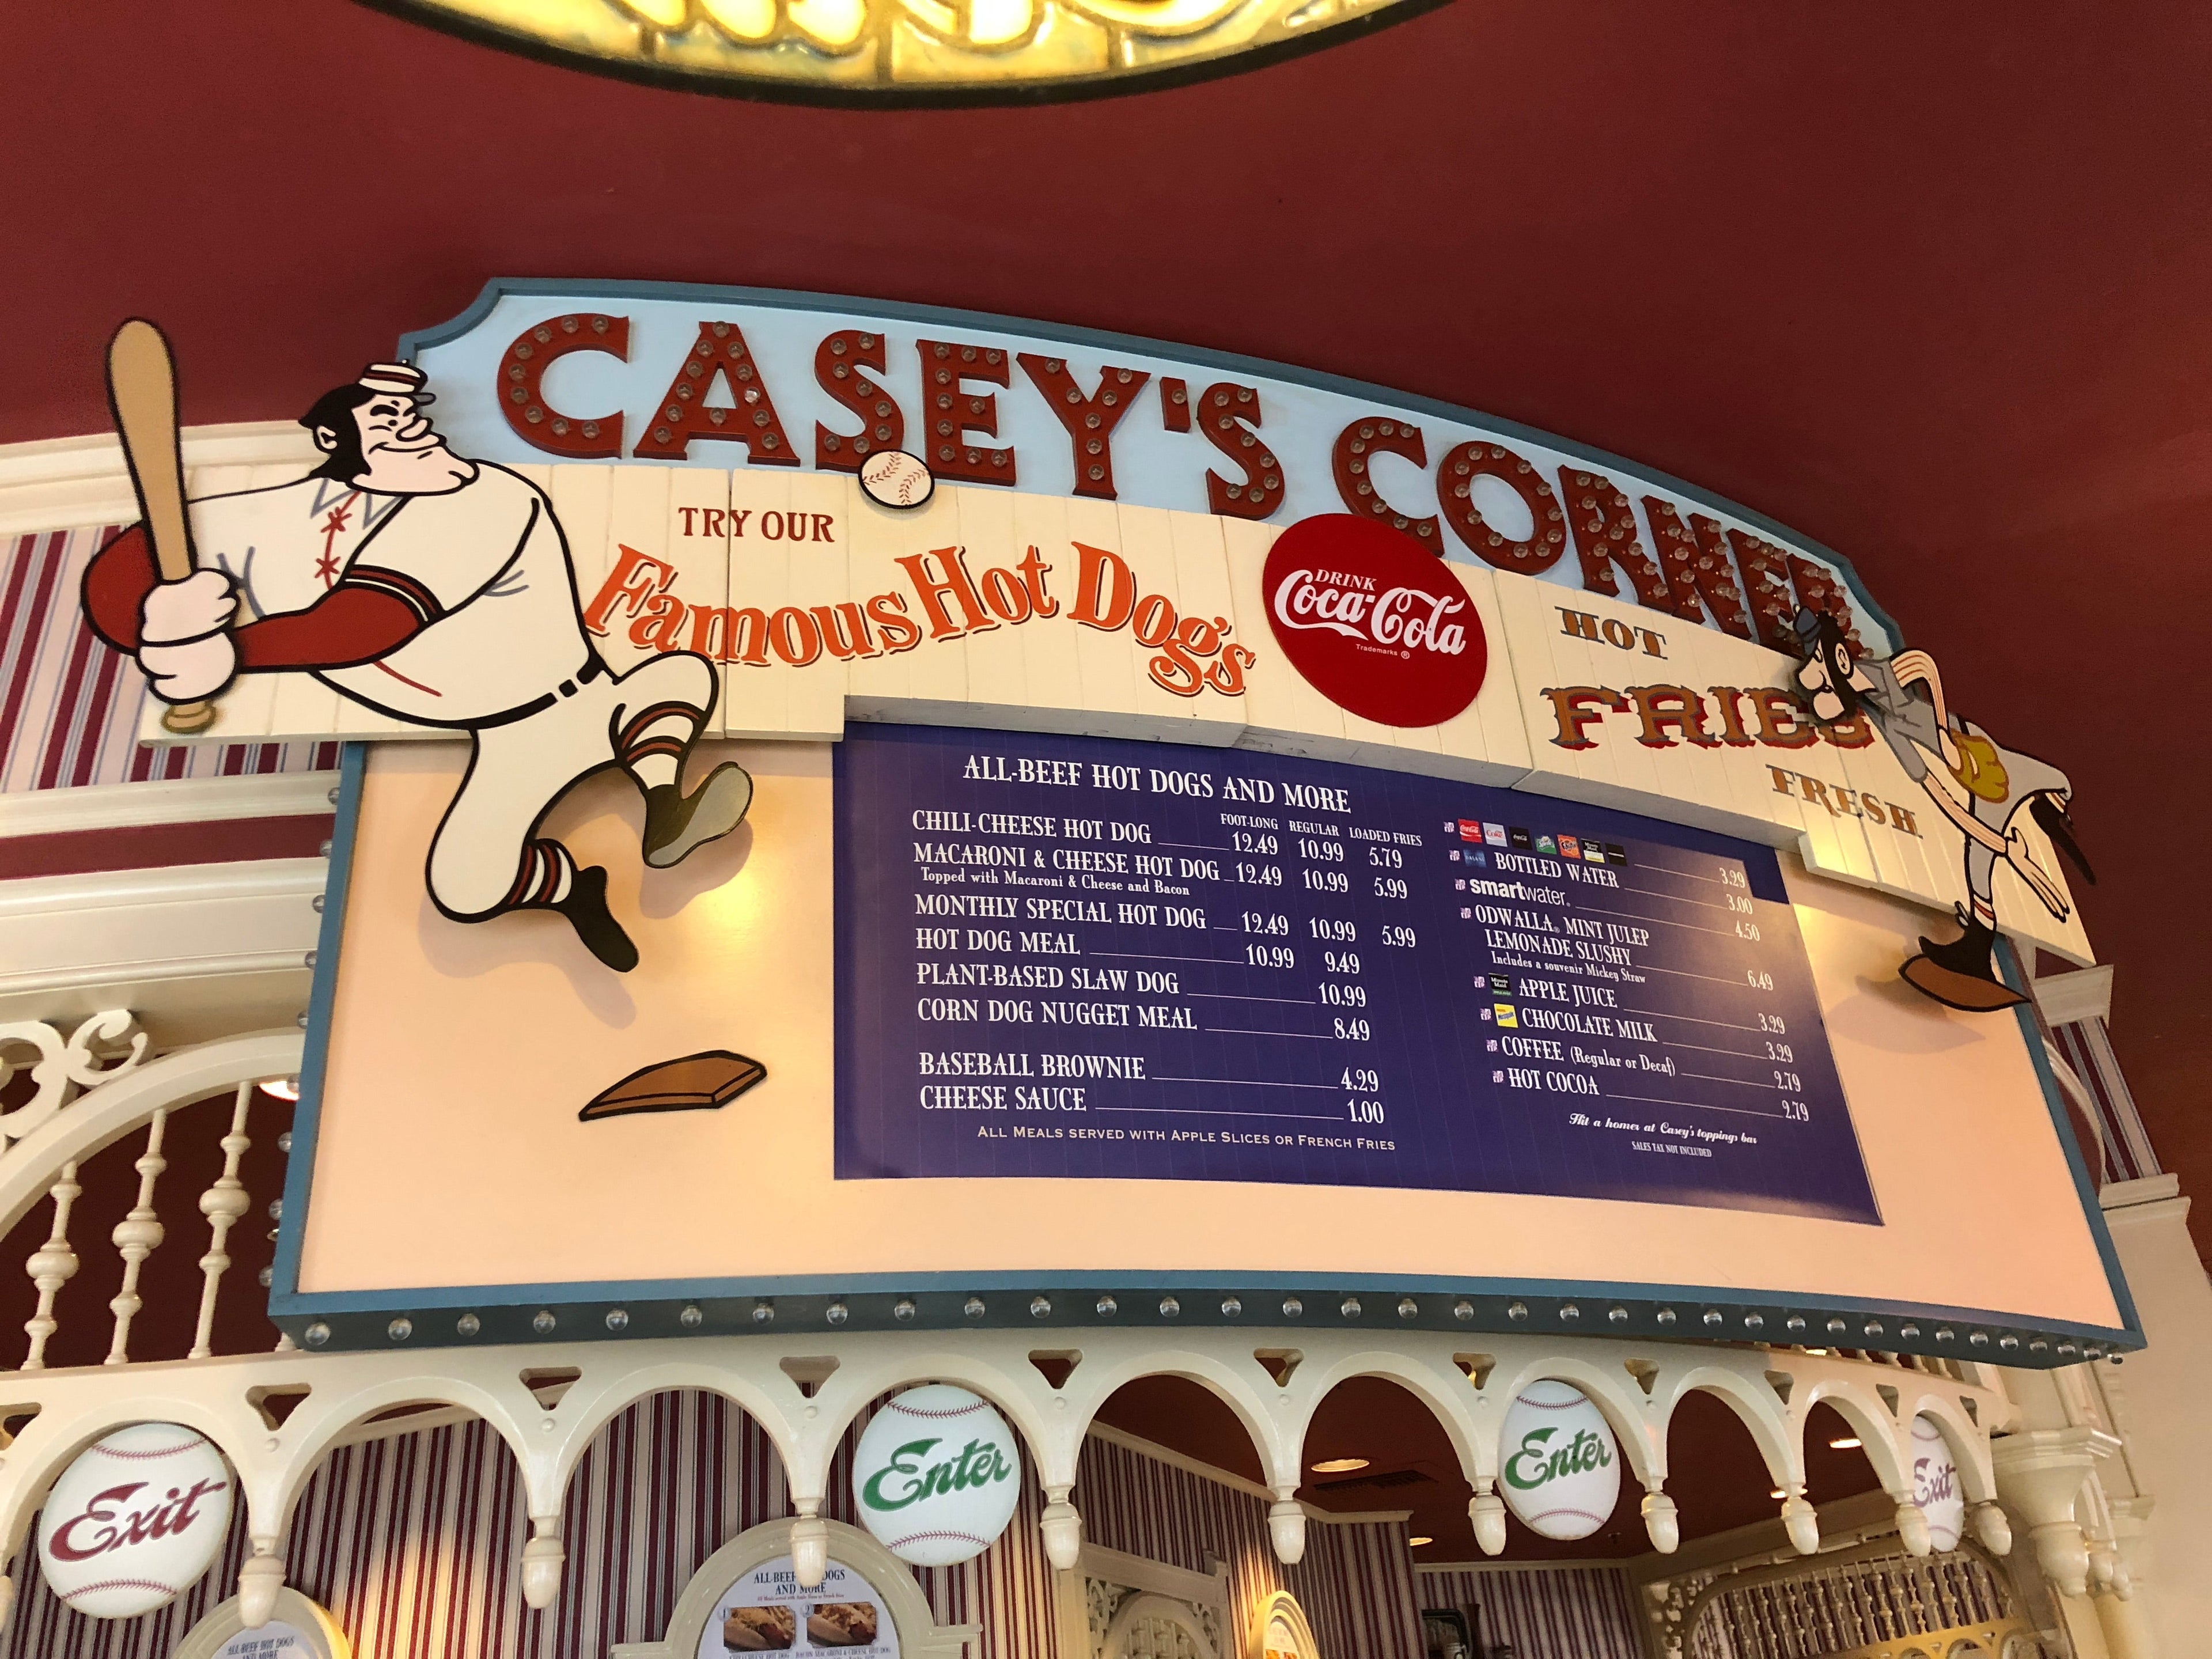 CASEY'S CORNER
TRY OUR
Famous Hot Dogs
DRINK
Coca-Cola
Trademarks ®
HOT
FRIES
FRESH
ALL-BEEF HOT DOGS AND MORE
FOOT-LONG REGULAR LOADED FRIES
CHILI-CHEESE HOT DOG 12.49 10.99 5.79
MACARONI & CHEESE HOT DOG 12.49 10.99 5.99
Topped with Macaroni & Cheese and Bacon
MONTHLY SPECIAL HOT DOG 12.49 10.99 5.99
HOT DOG MEAL 10.99 9.49
PLANT-BASED SLAW DOG 10.99
CORN DOG NUGGET MEAL 8.49
BASEBALL BROWNIE 4.29
CHEESE SAUCE 1.00
ALL MEALS SERVED WITH APPLE SLICES OR FRENCH FRIES
3.29
BOTTLED WATER 3.00
smartwater. 4.50
ODWALLA® MINT JULEP
LEMONADE SLUSHY 6.49
Includes a souvenir Mickey Straw
APPLE JUICE 3.29
CHOCOLATE MILK 3.29
COFFEE (Regular or Decaf) 2.79
HOT COCOA 2.79
Hit a homer at Casey's toppings bar
SALES TAX NOT INCLUDED
Exit
Enter
Enter
Exit
ALL-BEEF DOGS
AND MORE
ALL-BEEF HOT DOGS
AND MORE